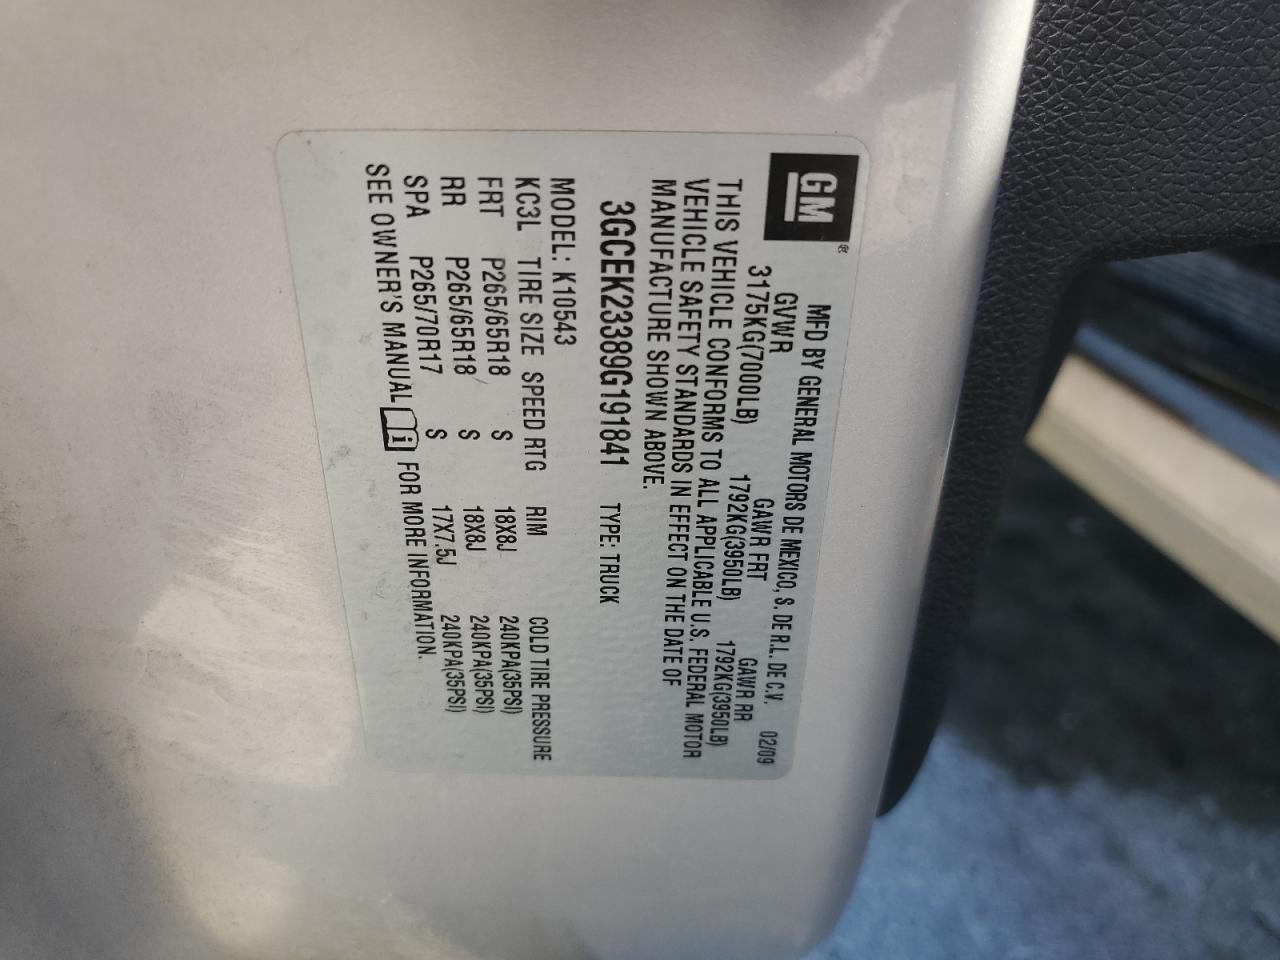 GM®
MFD BY GENERAL MOTORS DE MEXICO, S. DE R.L. DE C.V. 02/09
GVWR GAWR FRT GAWR RR
3175KG(7000LB) 1792KG(3950LB) 1792KG(3950LB)
THIS VEHICLE CONFORMS TO ALL APPLICABLE U.S. FEDERAL MOTOR
VEHICLE SAFETY STANDARDS IN EFFECT ON THE DATE OF
MANUFACTURE SHOWN ABOVE.
3GCEK23389G191841 TYPE: TRUCK
MODEL: K10543
KC3L TIRE SIZE SPEED RTG RIM COLD TIRE PRESSURE
FRT P265/65R18 S 18X8J 240KPA(35PSI)
RR P265/65R18 S 18X8J 240KPA(35PSI)
SPA P265/70R17 S 17X7.5J 240KPA(35PSI)
SEE OWNER'S MANUAL i FOR MORE INFORMATION.